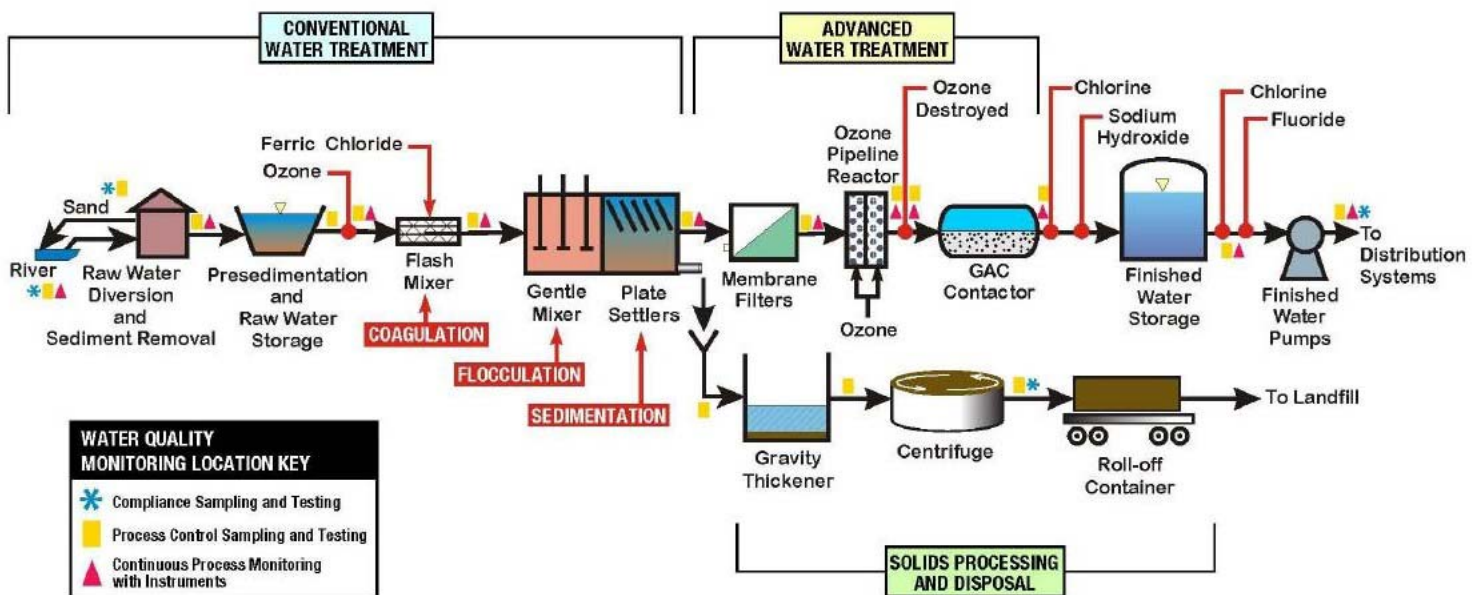 CONVENTIONAL
WATER TREATMENT
ADVANCED
WATER TREATMENT
Ferric Chloride
Ozone
Ozone
Pipeline
Reactor
Ozone
Destroyed
Chlorine
Sodium
Hydroxide
Chlorine
Fluoride
Sand
River
Raw Water
Diversion
and
Sediment Removal
Presedimentation
and
Raw Water
Storage
Flash
Mixer
COAGULATION
Gentle
Mixer
FLOCCULATION
Plate
Settlers
SEDIMENTATION
Membrane
Filters
Ozone
GAC
Contactor
Finished
Water
Storage
Finished
Water
Pumps
To
Distribution
Systems
Gravity
Thickener
Centrifuge
Roll-off
Container
To Landfill
SOLIDS PROCESSING
AND DISPOSAL
WATER QUALITY
MONITORING LOCATION KEY
Compliance Sampling and Testing
Process Control Sampling and Testing
Continuous Process Monitoring
with Instruments